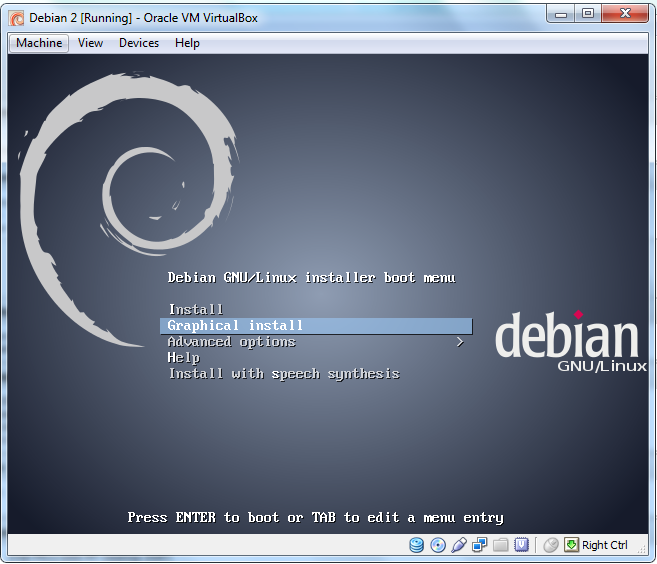 Debian 2 [Running] - Oracle VM VirtualBox
Machine View Devices Help
Debian GNU/Linux installer boot menu
Install
Graphical install
Advanced options >
Help
Install with speech synthesis
debian
GNU/Linux
Press ENTER to boot or TAB to edit a menu entry
Right Ctrl